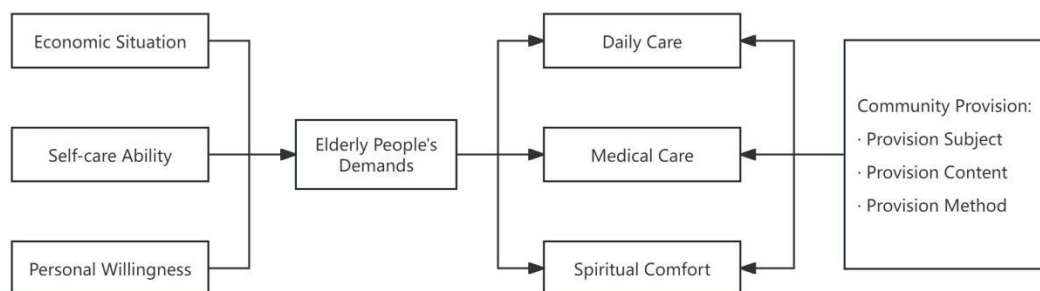 Economic Situation
Self-care Ability
Personal Willingness
Elderly People's
Demands
Daily Care
Medical Care
Spiritual Comfort
Community Provision:
· Provision Subject
· Provision Content
· Provision Method